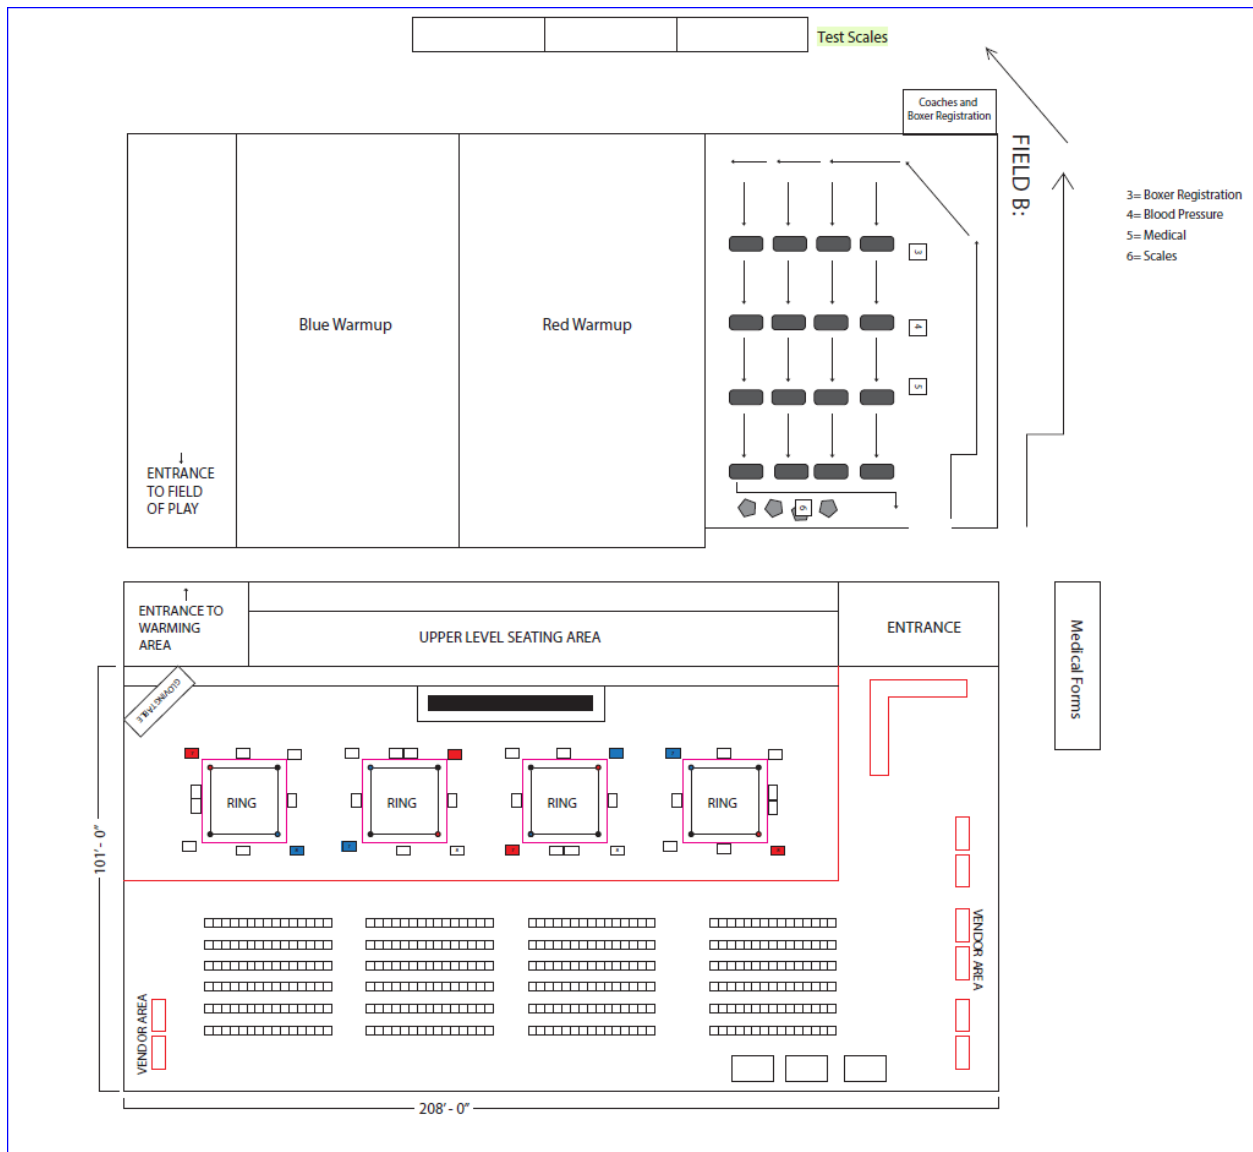 Test Scales
Coaches and
Boxer Registration
FIELD B:
3= Boxer Registration
4= Blood Pressure
5= Medical
6= Scales
3
4
5
6
Blue Warmup
Red Warmup
ENTRANCE
TO FIELD
OF PLAY
ENTRANCE TO
WARMING
AREA
UPPER LEVEL SEATING AREA
ENTRANCE
Medical Forms
GLOVING TABLE
RING
RING
RING
RING
101'- 0"
VENDOR AREA
VENDOR AREA
208'- 0"